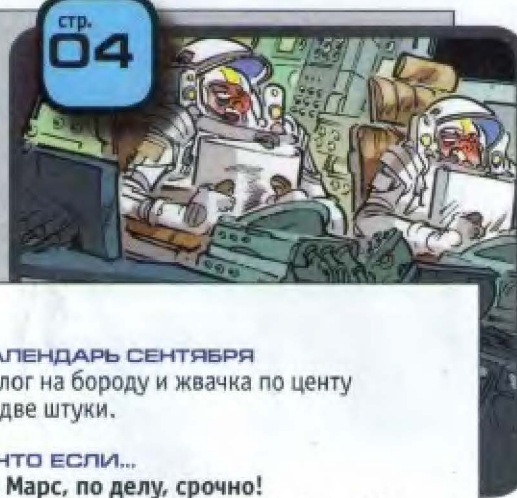 стр.
04
АЛЕНДАРЬ СЕНТЯБРЯ
лог на бороду и жвачка по центу
две штуки.
ЧТО ЕСЛИ...
Марс, по делу, срочно!